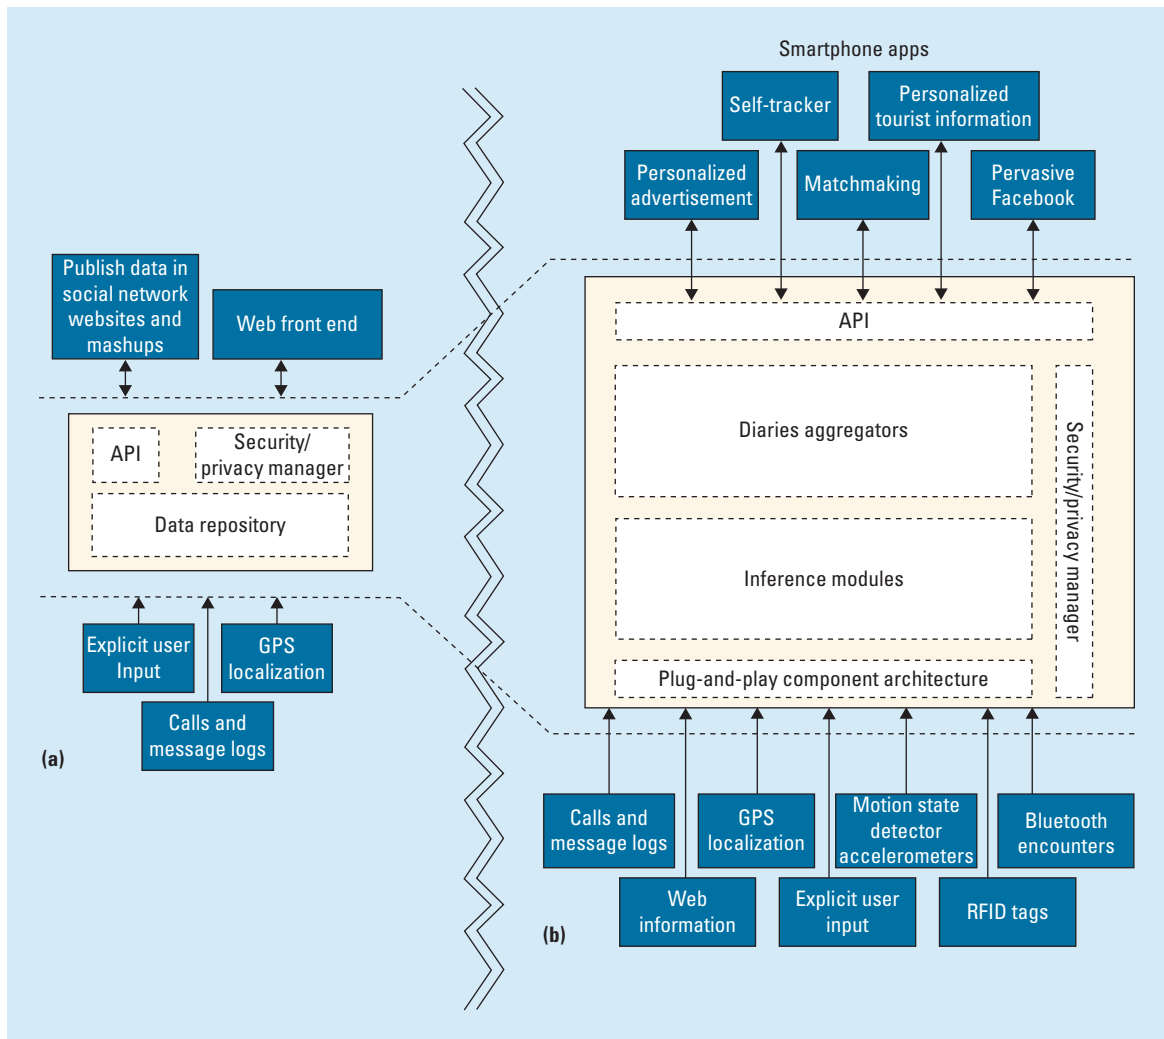 Smartphone apps
Self-tracker
Personalized
tourist information
Personalized
advertisement
Matchmaking
Pervasive
Facebook
Publish data in
social network
websites and
mashups
Web front end
API
Security/
privacy manager
Data repository
Explicit user
Input
GPS
localization
Calls and
message logs
(a)
API
Diaries aggregators
Inference modules
Plug-and-play component architecture
Security/privacy manager
Calls and
message logs
GPS
localization
Motion state
detector
accelerometers
Bluetooth
encounters
Web
information
Explicit user
input
RFID tags
(b)